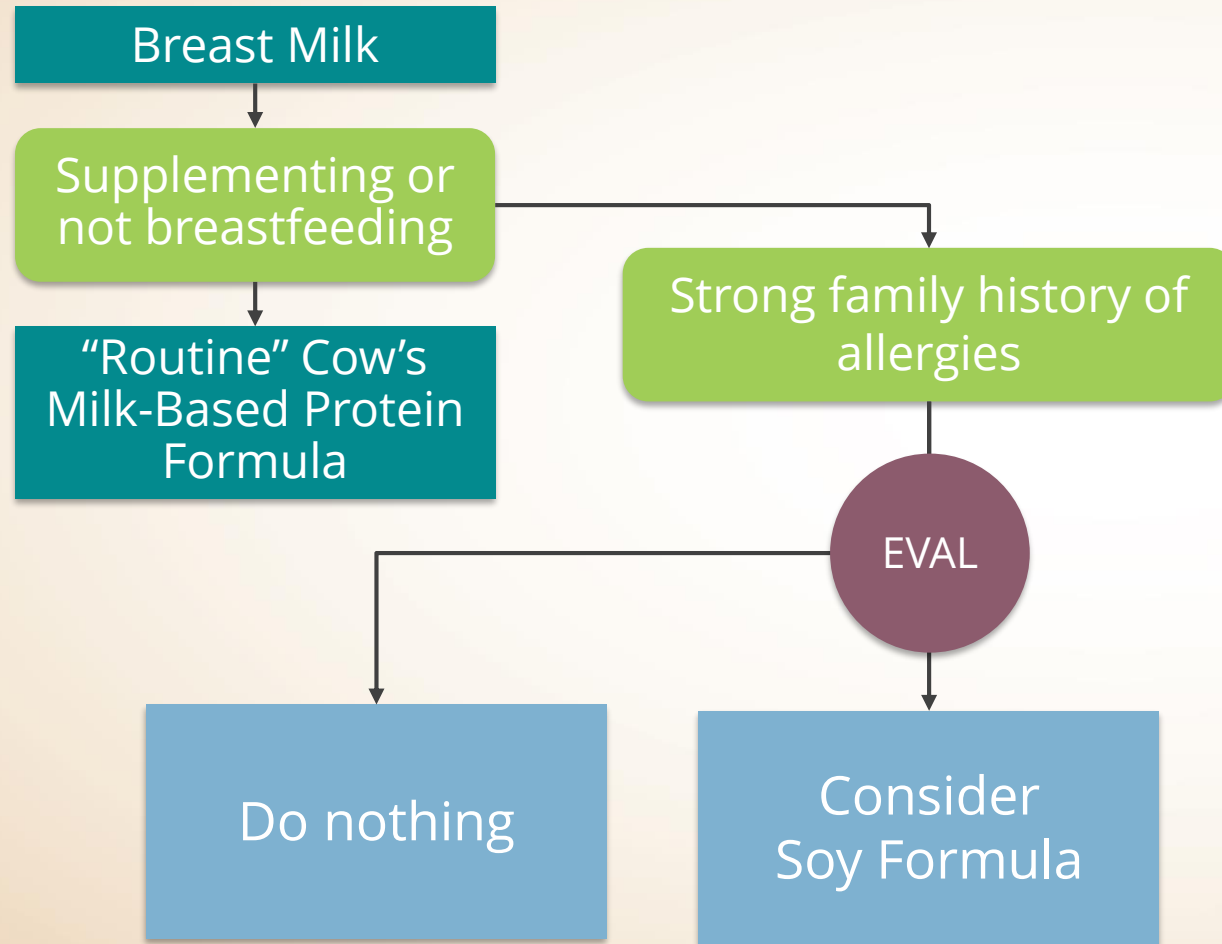 Breast Milk
Supplementing or
not breastfeeding
“Routine” Cow’s
Milk-Based Protein
Formula
Strong family history of
allergies
EVAL
Do nothing
Consider
Soy Formula